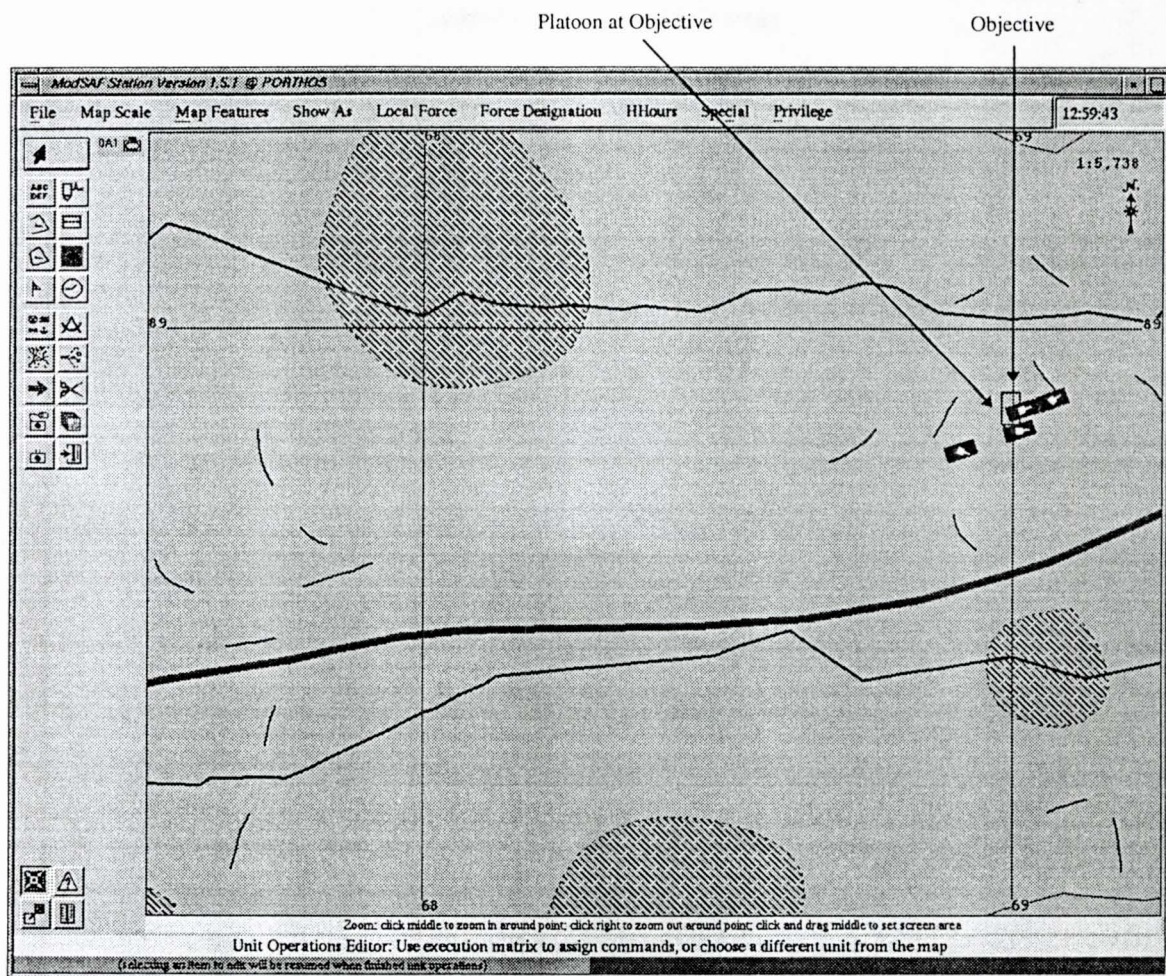 Platoon at Objective
Objective
ModSAF Station Version 1.5.1 @ PORTHOS
File Map Scale Map Features Show As Local Force Force Designation HHours Special Privilege 12:59:43
0A1
68
69
1:5,738
N
ABC
DEF
89
89
68
69
Zoom: click middle to zoom in around point; click right to zoom out around point; click and drag middle to set screen area
Unit Operations Editor: Use execution matrix to assign commands, or choose a different unit from the map
(selecting an item to edit will be resumed when finished unit operations)